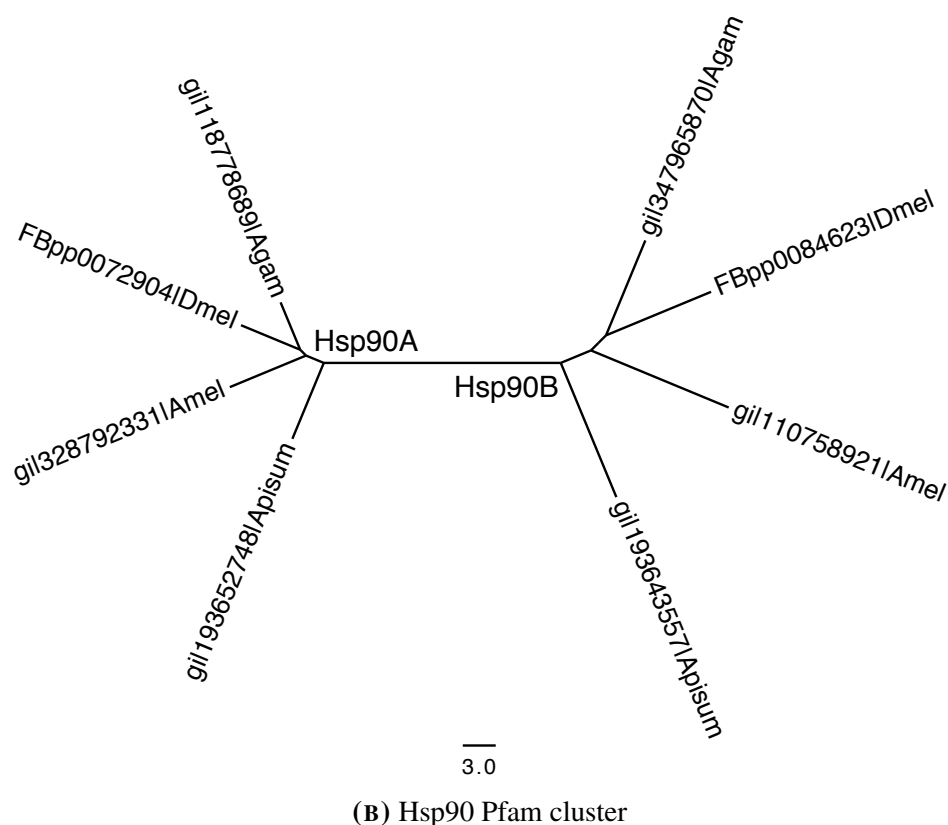 gi|347965870|Agam
gi|118778689|Agam
FBpp0084623|Dmel
FBpp0072904|Dmel
Hsp90A
Hsp90B
gi|328792331|Amel
gi|110758921|Amel
gi|193652748|Apisum
gi|193643557|Apisum
3.0
(B) Hsp90 Pfam cluster